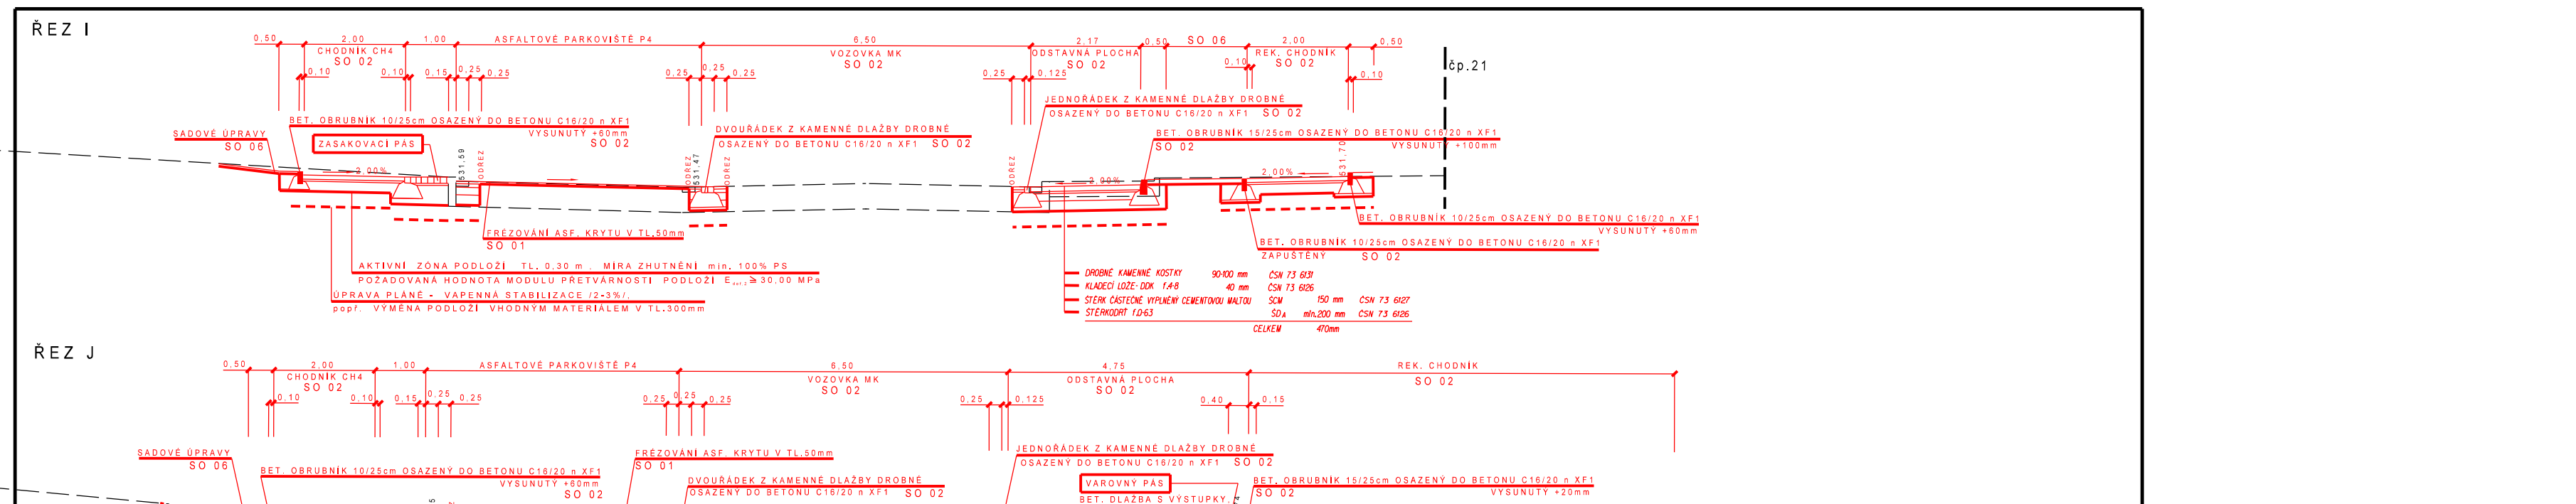 ŘEZ I
0,50 2,00 1,00 ASFALTOVÉ PARKOVIŠTĚ P4 6,50 2,17 0,50 SO 06 2,00 0,50
CHODNÍK CH4 VOZOVKA MK ODSTAVNÁ PLOCHA REK. CHODNÍK
SO 02 SO 02 SO 02 SO 02
0,10 0,10 0,15 0,25 0,25 0,25 0,25 0,25 0,25 0,125 0,10 0,10
čp.21
JEDNOŘÁDEK Z KAMENNÉ DLAŽBY DROBNÉ
OSAZENÝ DO BETONU C16/20 n XF1 SO 02
BET. OBRUBNÍK 10/25cm OSAZENÝ DO BETONU C16/20 n XF1
VYSUNUTÝ +60mm
SO 02
SADOVÉ ÚPRAVY
SO 06
ZASAKOVACÍ PÁS
DVOUŘÁDEK Z KAMENNÉ DLAŽBY DROBNÉ
OSAZENÝ DO BETONU C16/20 n XF1 SO 02
BET. OBRUBNÍK 15/25cm OSAZENÝ DO BETONU C16/20 n XF1
SO 02 VYSUNUTÝ +100mm
531,59 ODŘEZ ODŘEZ 531,47 ODŘEZ ODŘEZ 531,70
2,00% 2,00% 2,00%
BET. OBRUBNÍK 10/25cm OSAZENÝ DO BETONU C16/20 n XF1
VYSUNUTÝ +60mm
FRÉZOVÁNÍ ASF. KRYTU V TL.50mm
SO 01
BET. OBRUBNÍK 10/25cm OSAZENÝ DO BETONU C16/20 n XF1
ZAPUŠTĚNÝ SO 02
AKTIVNÍ ZÓNA PODLOŽÍ TL. 0.30 m . MÍRA ZHUTNĚNÍ min. 100% PS
POŽADOVANÁ HODNOTA MODULU PŘETVÁRNOSTI PODLOŽÍ E ≥ 30,00 MPa
ÚPRAVA PLÁNĚ - VAPENNÁ STABILIZACE /2-3%/,
popř. VÝMĚNA PODLOŽÍ VHODNÝM MATERIÁLEM V TL.300mm
DROBNÉ KAMENNÉ KOSTKY 90-100 mm ČSN 73 6131
KLADECÍ LOŽE- DDK f.4-8 40 mm ČSN 73 6126
ŠTĚRK ČÁSTEČNĚ VYPLNĚNÝ CEMENTOVOU MALTOU ŠCM 150 mm ČSN 73 6127
ŠTĚRKODRŤ f.0-63 ŠDA min.200 mm ČSN 73 6126
CELKEM 470mm
ŘEZ J
0,50 2,00 1,00 ASFALTOVÉ PARKOVIŠTĚ P4 6,50 4,75 REK. CHODNÍK
CHODNÍK CH4 VOZOVKA MK ODSTAVNÁ PLOCHA SO 02
SO 02 SO 02 SO 02
0,10 0,10 0,15 0,25 0,25 0,25 0,25 0,25 0,25 0,125 0,40 0,15
SADOVÉ ÚPRAVY
SO 06
FRÉZOVÁNÍ ASF. KRYTU V TL.50mm
SO 01
JEDNOŘÁDEK Z KAMENNÉ DLAŽBY DROBNÉ
OSAZENÝ DO BETONU C16/20 n XF1 SO 02
BET. OBRUBNÍK 10/25cm OSAZENÝ DO BETONU C16/20 n XF1
VYSUNUTÝ +60mm
SO 02
DVOUŘÁDEK Z KAMENNÉ DLAŽBY DROBNÉ
OSAZENÝ DO BETONU C16/20 n XF1 SO 02
VAROVNÝ PÁS
BET. DLAŽBA S VÝSTUPKY.
BET. OBRUBNÍK 15/25cm OSAZENÝ DO BETONU C16/20 n XF1
SO 02 VYSUNUTÝ +20mm